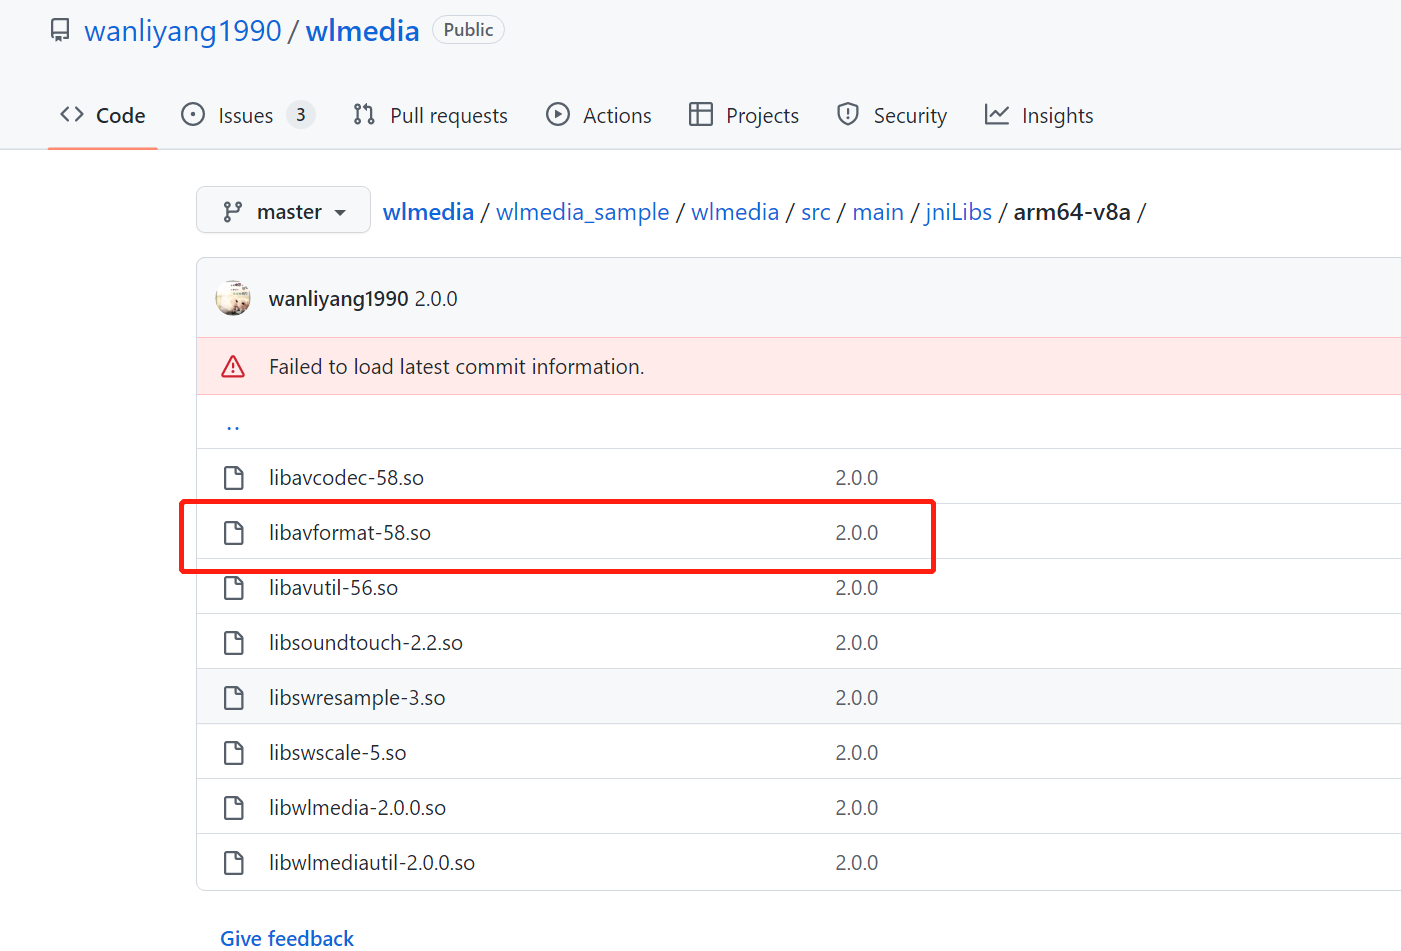 wanliyang1990 / wlmedia Public
Code Issues 3 Pull requests Actions Projects Security Insights
master wlmedia / wlmedia_sample / wlmedia / src / main / jniLibs / arm64-v8a /
wanliyang1990 2.0.0
Failed to load latest commit information.
..
libavcodec-58.so 2.0.0
libavformat-58.so 2.0.0
libavutil-56.so 2.0.0
libsoundtouch-2.2.so 2.0.0
libswresample-3.so 2.0.0
libswscale-5.so 2.0.0
libwlmedia-2.0.0.so 2.0.0
libwlmediautil-2.0.0.so 2.0.0
Give feedback